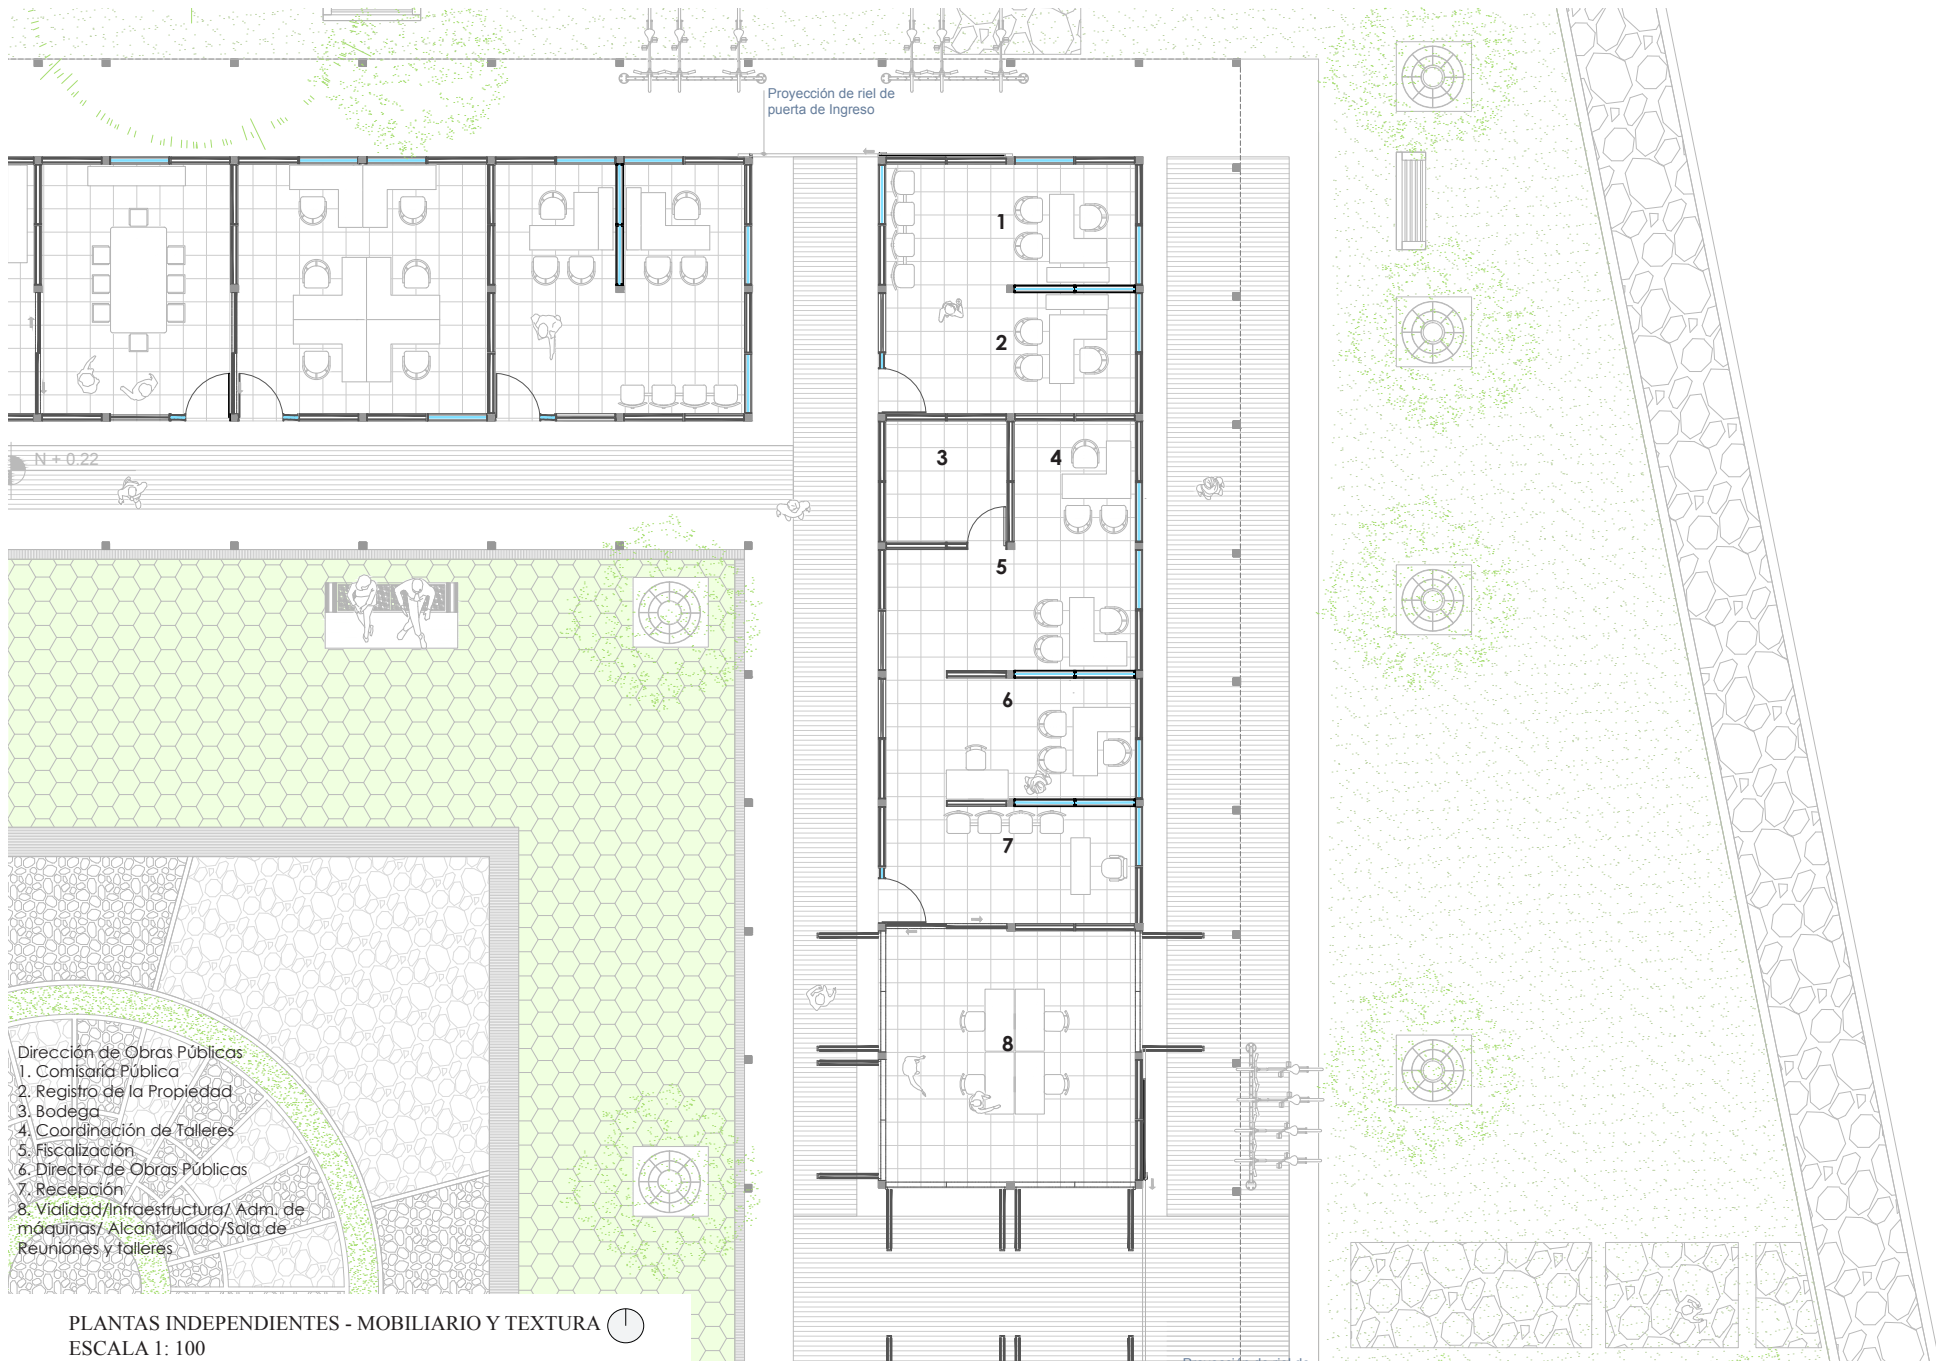 Proyección de riel de
puerta de Ingreso
1
2
N + 0.22
3
4
5
6
7
8
Dirección de Obras Públicas
1. Comisaría Pública
2. Registro de la Propiedad
3. Bodega
4. Coordinación de Talleres
5. Fiscalización
6. Director de Obras Públicas
7. Recepción
8. Vialidad/Infraestructura/ Adm. de
máquinas/ Alcantarillado/Sala de
Reuniones y talleres
PLANTAS INDEPENDIENTES - MOBILIARIO Y TEXTURA
ESCALA 1: 100